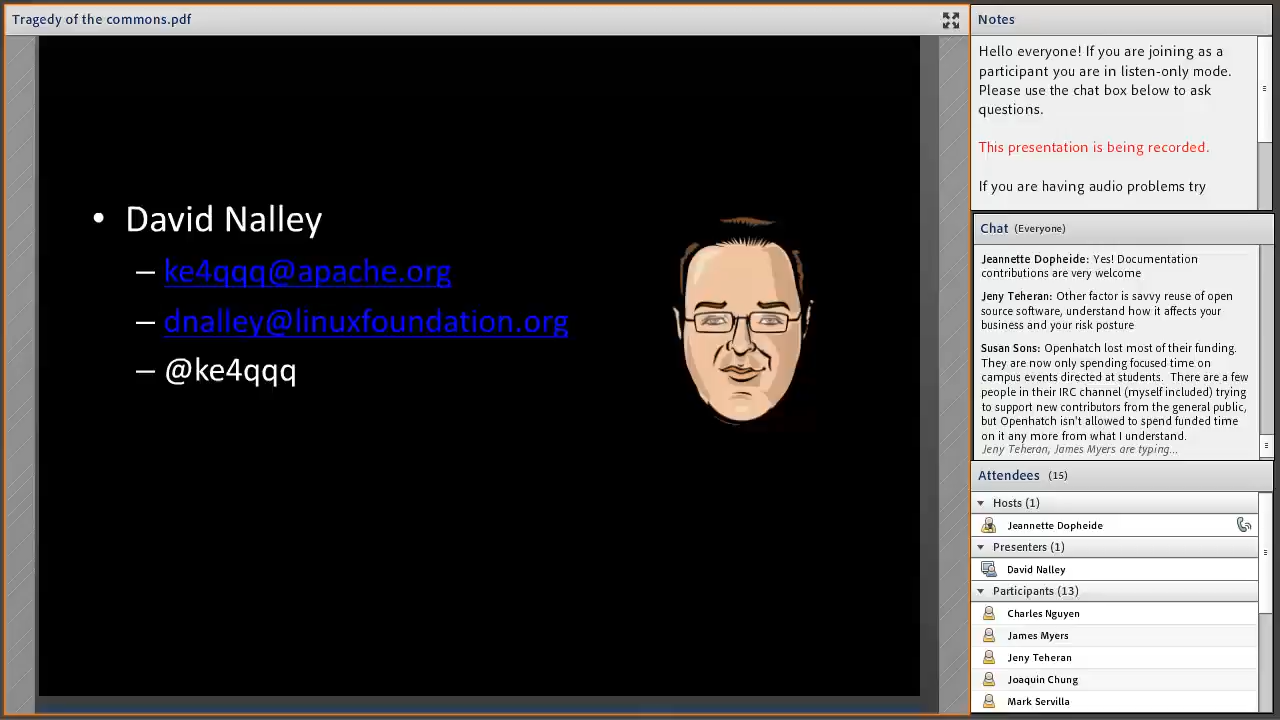 Tragedy of the commons.pdf
• David Nalley
– ke4qqq@apache.org
– dnalley@linuxfoundation.org
– @ke4qqq
Notes
Hello everyone! If you are joining as a
participant you are in listen-only mode.
Please use the chat box below to ask
questions.
This presentation is being recorded.
If you are having audio problems try
Chat (Everyone)
Jeannette Dopheide: Yes! Documentation
contributions are very welcome
Jeny Teheran: Other factor is savvy reuse of open
source software, understand how it affects your
business and your risk posture
Susan Sons: Openhatch lost most of their funding.
They are now only spending focused time on
campus events directed at students. There are a few
people in their IRC channel (myself included) trying
to support new contributors from the general public,
but Openhatch isn't allowed to spend funded time
on it any more from what I understand.
Jeny Teheran, James Myers are typing...
Attendees (15)
Hosts (1)
Jeannette Dopheide
Presenters (1)
David Nalley
Participants (13)
Charles Nguyen
James Myers
Jeny Teheran
Joaquin Chung
Mark Servilla